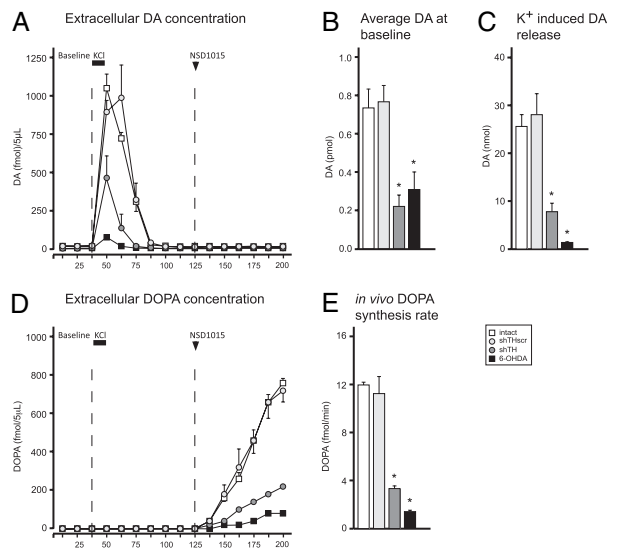 A
Extracellular DA concentration
Baseline
KCl
NSD1015
DA (fmol)/5µL
1250
1000
750
500
250
0
25
50
75
100
125
150
175
200
B
Average DA at
baseline
DA (pmol)
1.0
0.8
0.6
0.4
0.2
0.0
*
*
C
K+ induced DA
release
DA (nmol)
40
30
20
10
0
*
*
D
Extracellular DOPA concentration
Baseline
KCl
NSD1015
DOPA (fmol/5µL)
1000
800
600
400
200
0
25
50
75
100
125
150
175
200
E
in vivo DOPA
synthesis rate
DOPA (fmol/min)
16
12
8
4
0
*
*
intact
shTHscr
shTH
6-OHDA